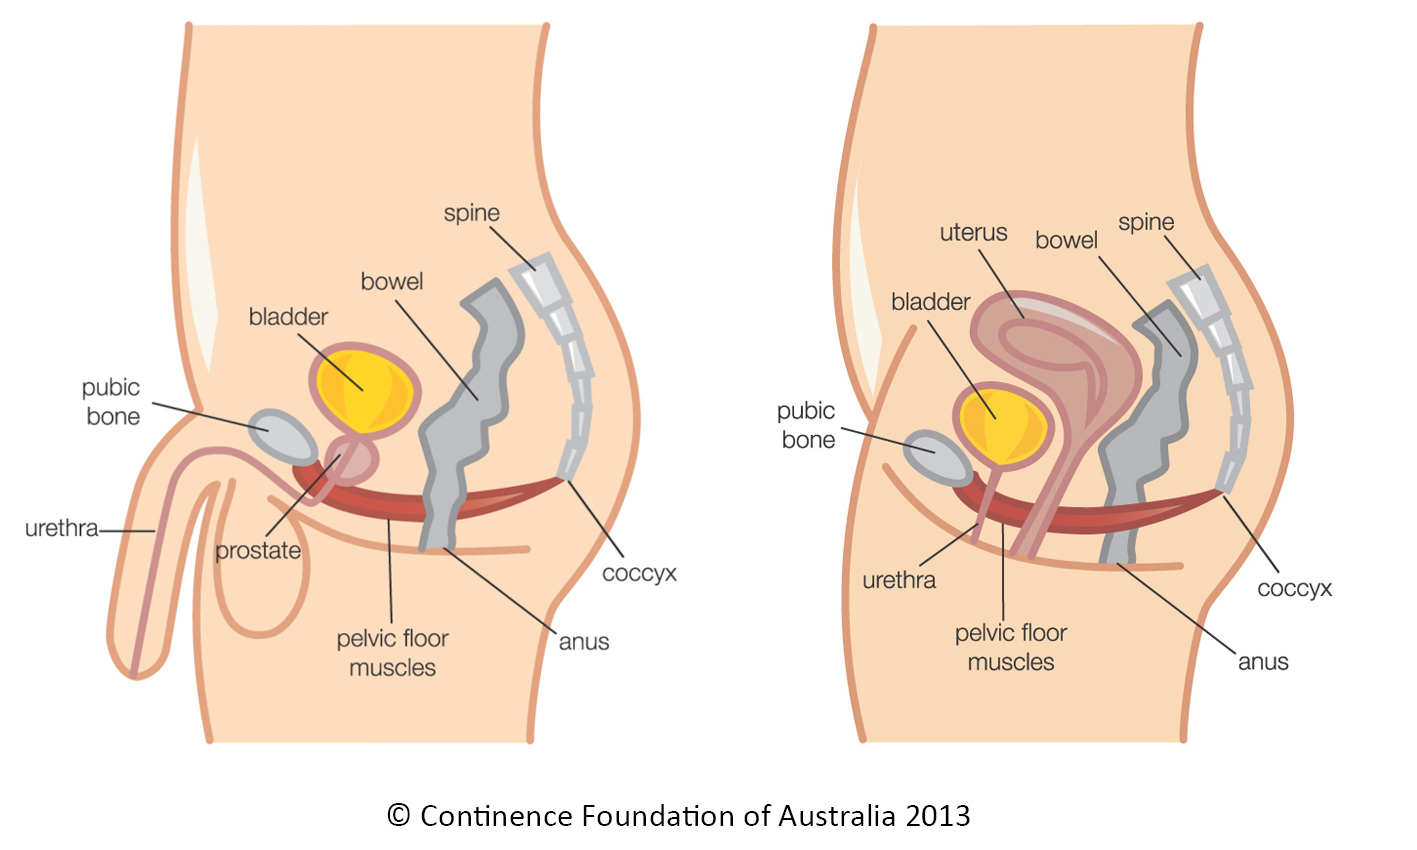 spine
bowel
bladder
pubic
bone
urethra
prostate
coccyx
pelvic floor
muscles
anus
uterus
bowel
spine
bladder
pubic
bone
urethra
pelvic floor
muscles
coccyx
anus
© Continence Foundation of Australia 2013